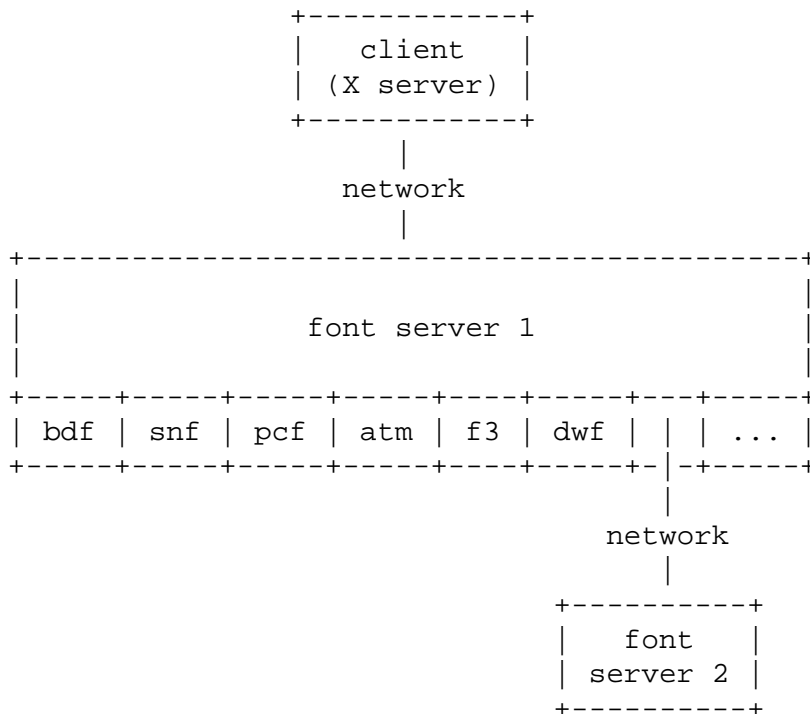 client
(X server)
network
font server 1
bdf snf pcf atm f3 dwf ...
network
font
server 2